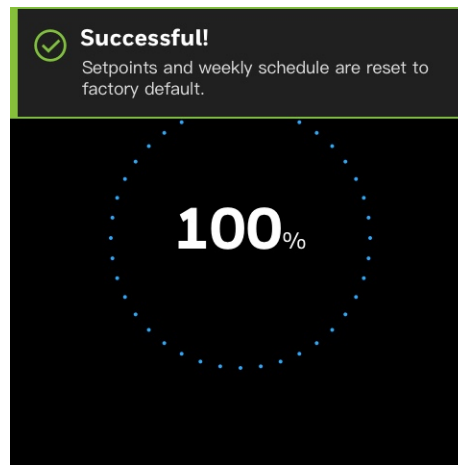 Successful!
Setpoints and weekly schedule are reset to
factory default.
100%